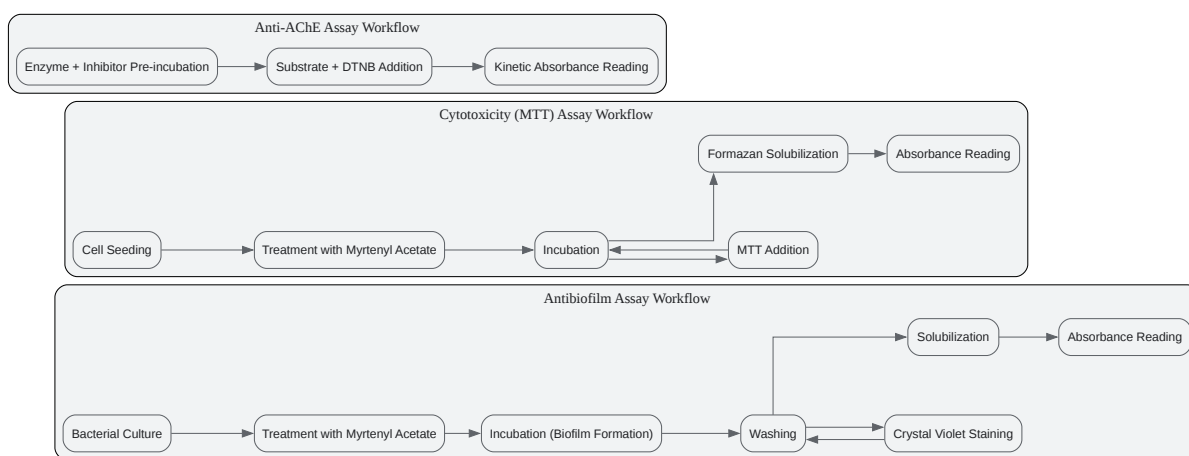 Anti-AChE Assay Workflow
Enzyme + Inhibitor Pre-incubation
Substrate + DTNB Addition
Kinetic Absorbance Reading
Cytotoxicity (MTT) Assay Workflow
Formazan Solubilization
Absorbance Reading
Cell Seeding
Treatment with Myrtenyl Acetate
Incubation
MTT Addition
Antibiofilm Assay Workflow
Solubilization
Absorbance Reading
Bacterial Culture
Treatment with Myrtenyl Acetate
Incubation (Biofilm Formation)
Washing
Crystal Violet Staining